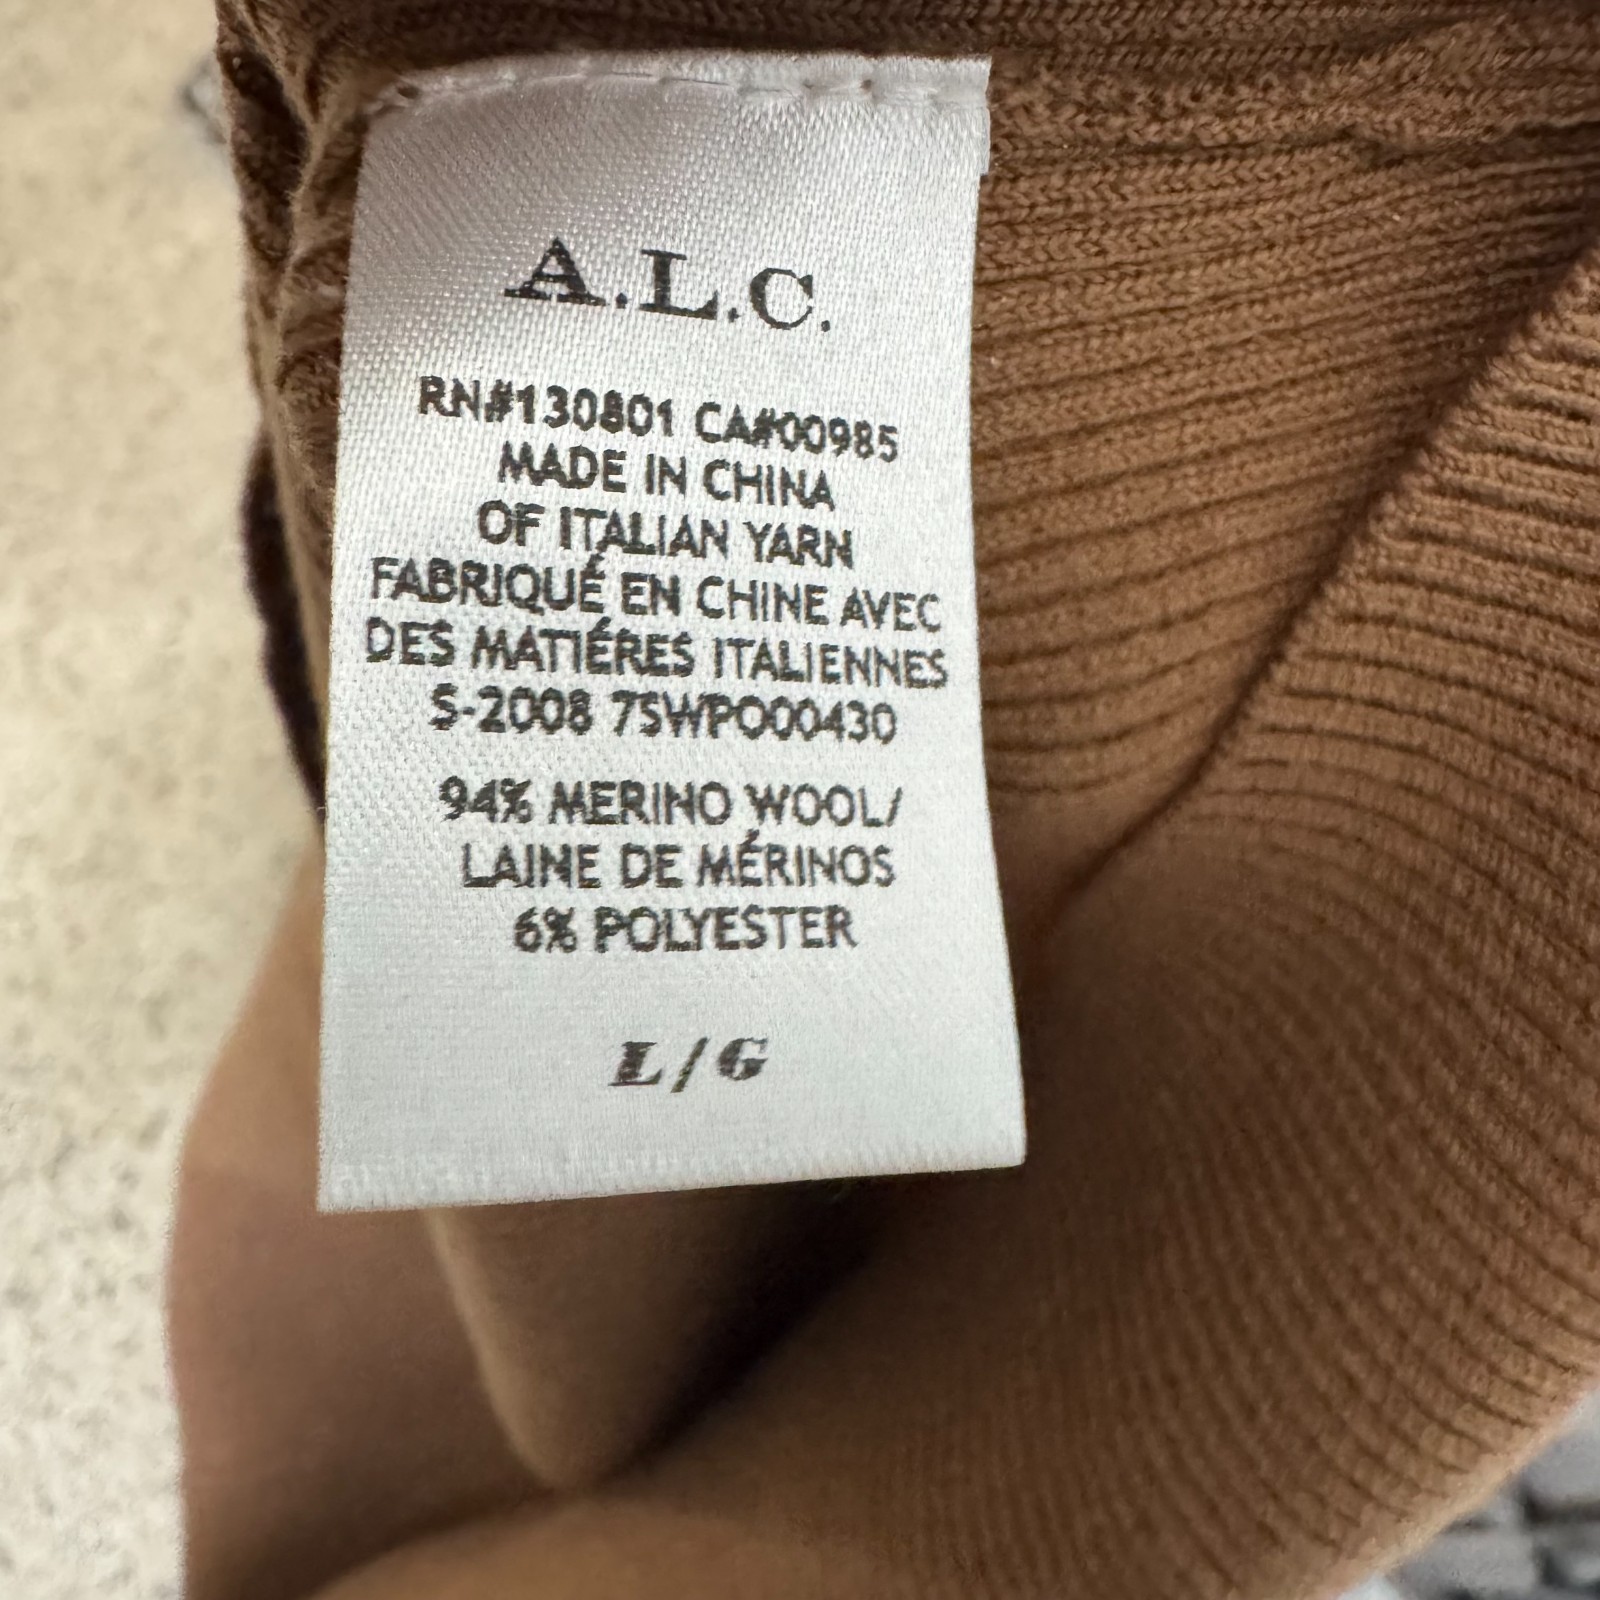 A.L.C.
RN#130801 CA#00985
MADE IN CHINA
OF ITALIAN YARN
FABRIQUÉ EN CHINE AVEC
DES MATIÉRES ITALIENNES
S-2008 7SWPO00430
94% MERINO WOOL/
LAINE DE MÉRINOS
6% POLYESTER
L/G